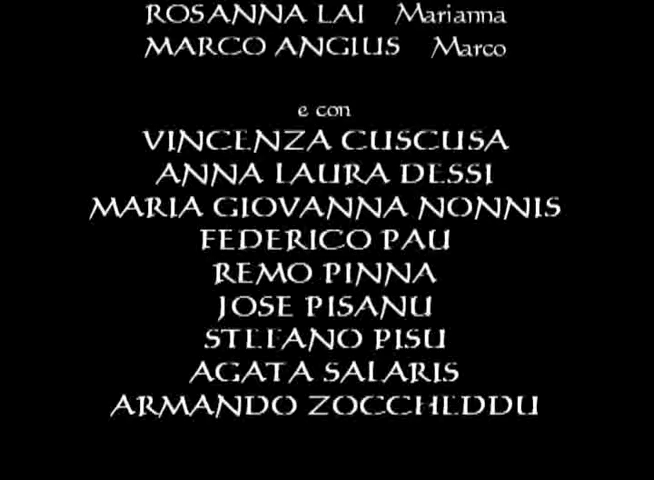 ROSANNA LAI Marianna
MARCO ANGIUS Marco
e con
VINCENZA CUSCUSA
ANNA LAURA DESSI
MARIA GIOVANNA NONNIS
FEDERICO PAU
REMO PINNA
JOSE PISANU
STEFANO PISU
AGATA SALARIS
ARMANDO ZOCCHEDDU